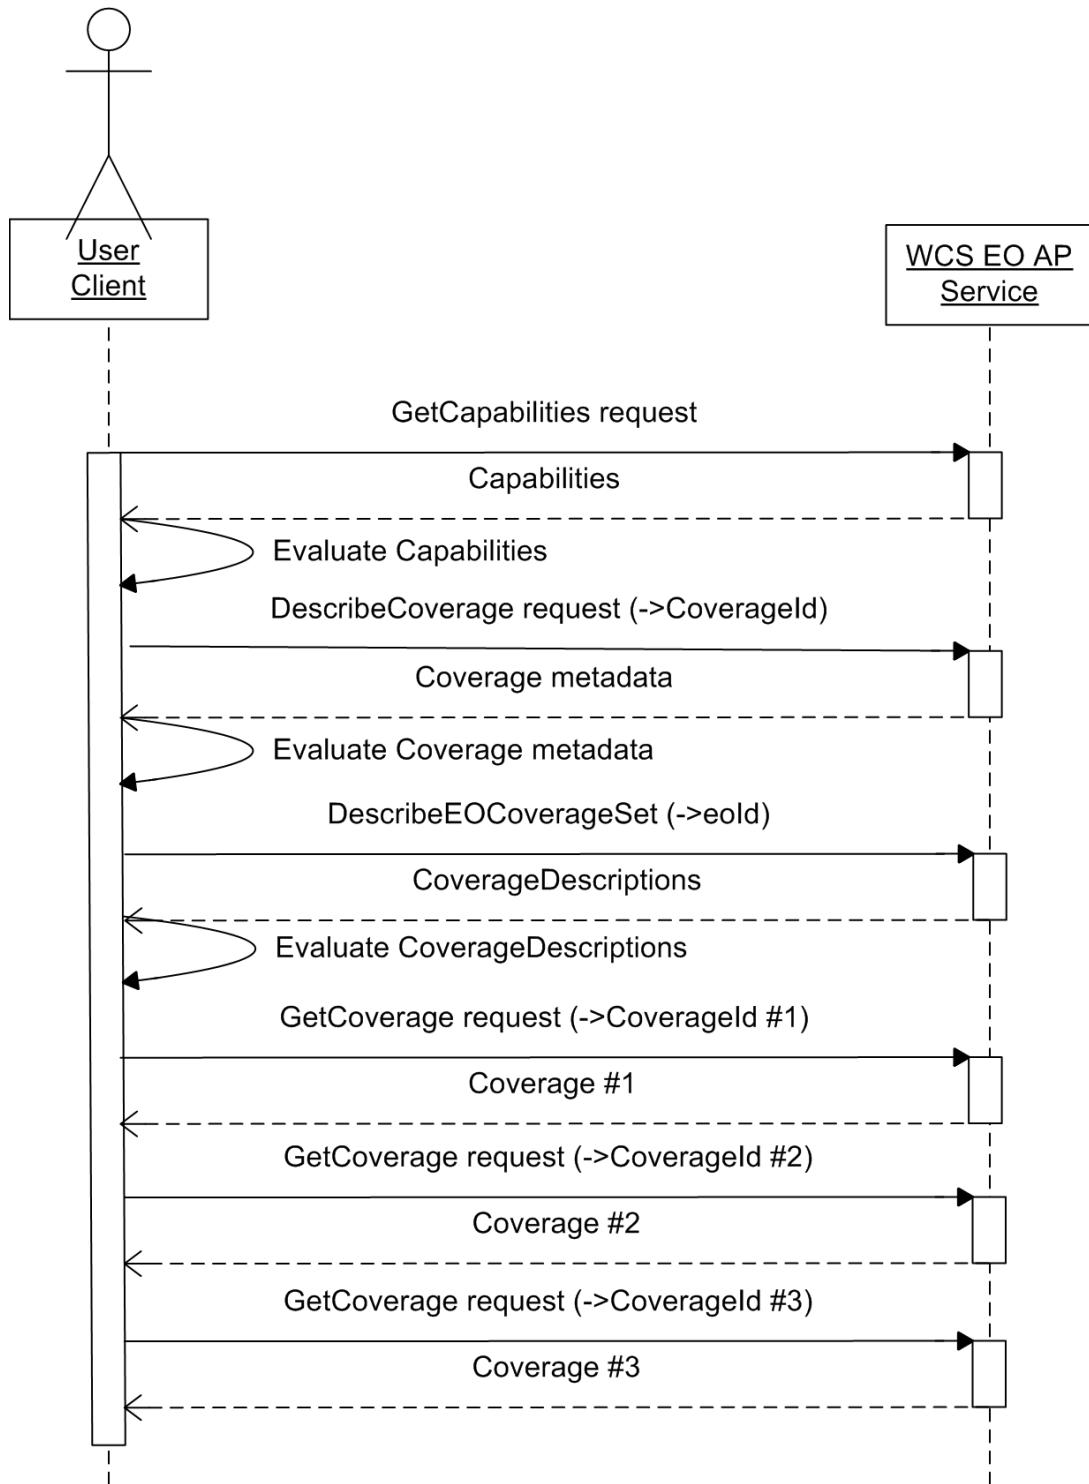 User
Client
WCS EO AP
Service
GetCapabilities request
Capabilities
Evaluate Capabilities
DescribeCoverage request (->CoverageId)
Coverage metadata
Evaluate Coverage metadata
DescribeEOCoverageSet (->eoId)
CoverageDescriptions
Evaluate CoverageDescriptions
GetCoverage request (->CoverageId #1)
Coverage #1
GetCoverage request (->CoverageId #2)
Coverage #2
GetCoverage request (->CoverageId #3)
Coverage #3